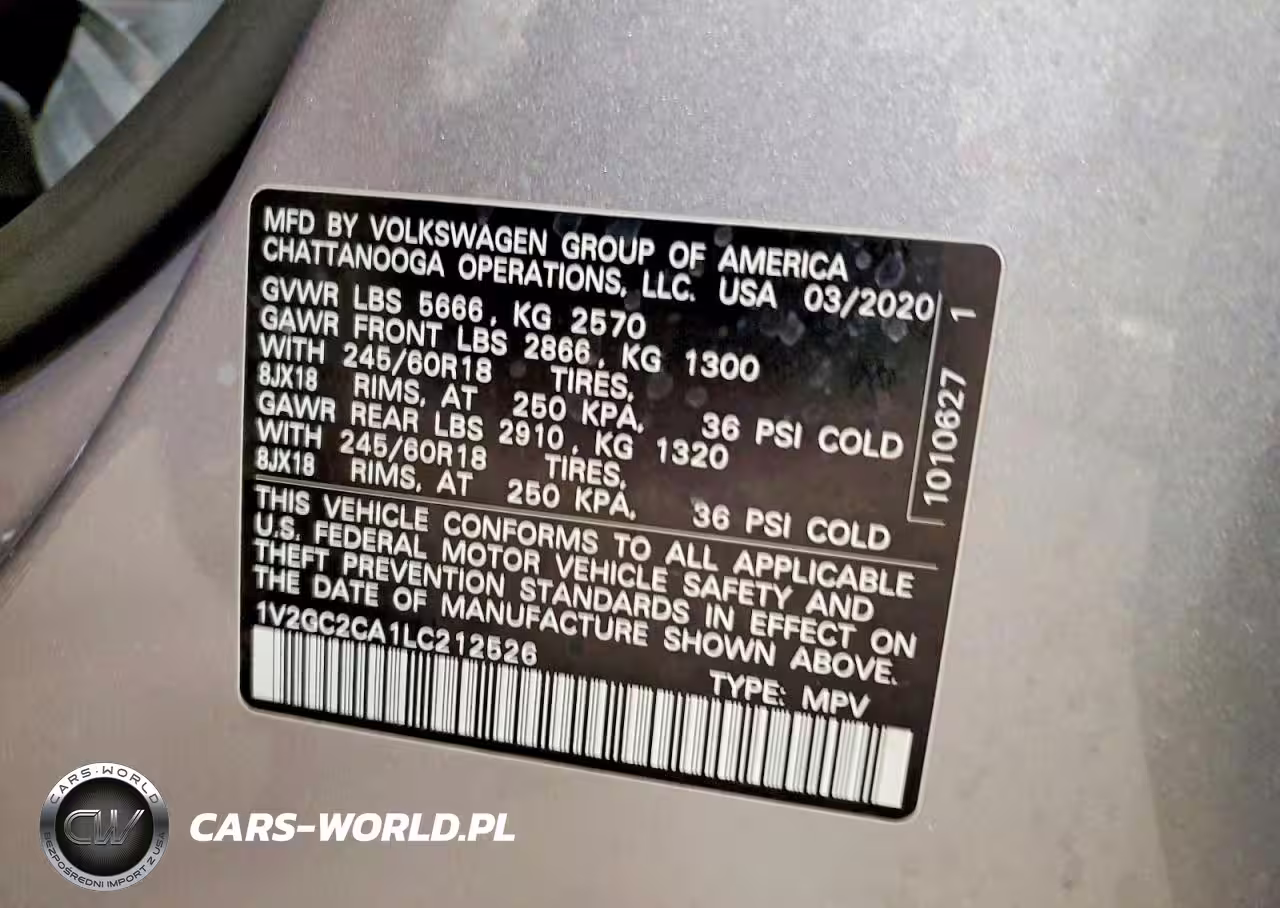 MFD BY VOLKSWAGEN GROUP OF AMERICA
CHATTANOOGA OPERATIONS, LLC. USA 03/2020
GVWR LBS 5666, KG 2570
GAWR FRONT LBS 2866, KG 1300
WITH 245/60R18 TIRES,
8JX18 RIMS, AT 250 KPA, 36 PSI COLD
GAWR REAR LBS 2910, KG 1320
WITH 245/60R18 TIRES,
8JX18 RIMS, AT 250 KPA, 36 PSI COLD
1010627 1
THIS VEHICLE CONFORMS TO ALL APPLICABLE
U.S. FEDERAL MOTOR VEHICLE SAFETY AND
THEFT PREVENTION STANDARDS IN EFFECT ON
THE DATE OF MANUFACTURE SHOWN ABOVE.
1V2GC2CA1LC212526
TYPE: MPV
CARS-WORLD
CW
BEZPOŚREDNI IMPORT Z USA
CARS-WORLD.PL